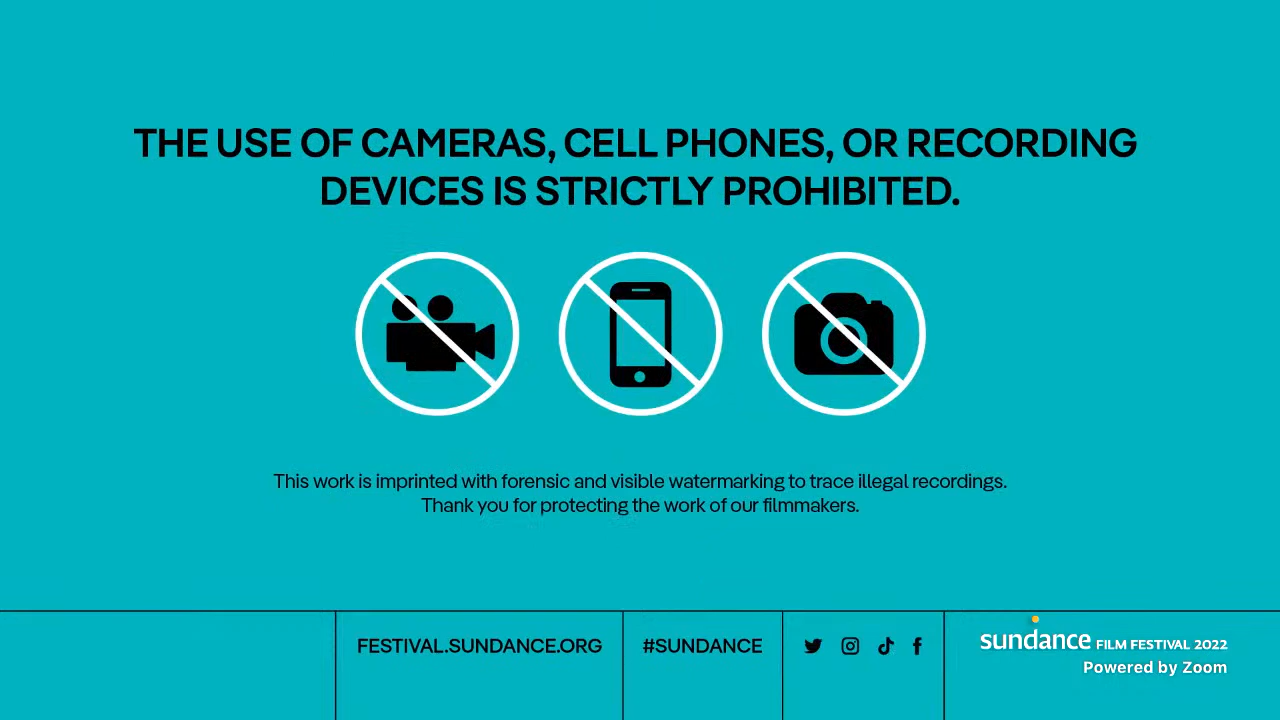 THE USE OF CAMERAS, CELL PHONES, OR RECORDING
DEVICES IS STRICTLY PROHIBITED.
This work is imprinted with forensic and visible watermarking to trace illegal recordings.
Thank you for protecting the work of our filmmakers.
FESTIVAL.SUNDANCE.ORG
#SUNDANCE
sundance FILM FESTIVAL 2022
Powered by Zoom